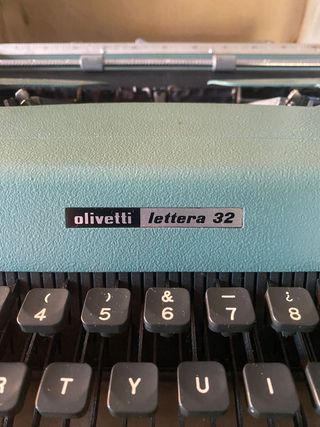 olivetti lettera 32
( ) & — ¿
4 5 6 7 8
R T Y U I